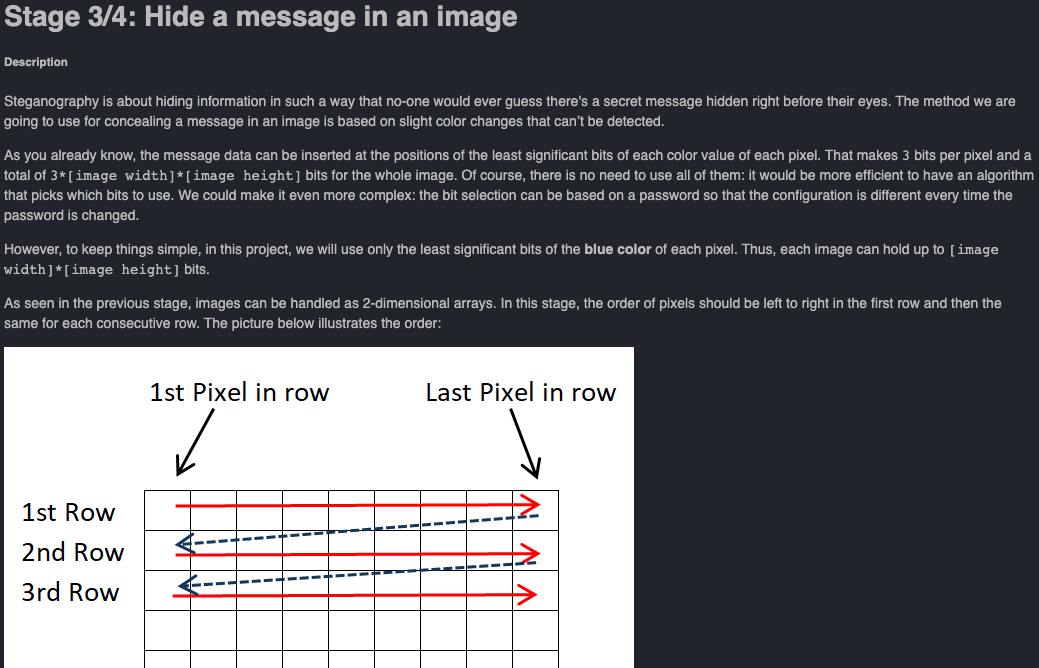 Stage 3/4: Hide a message in an image
Description
Steganography is about hiding information in such a way that no-one would ever guess there's a secret message hidden right before their eyes. The method we are
going to use for concealing a message in an image is based on slight color changes that can't be detected.
As you already know, the message data can be inserted at the positions of the least significant bits of each color value of each pixel. That makes 3 bits per pixel and a
total of 3*[image width]*[image height] bits for the whole image. Of course, there is no need to use all of them: it would be more efficient to have an algorithm
that picks which bits to use. We could make it even more complex: the bit selection can be based on a password so that the configuration is different every time the
password is changed.
However, to keep things simple, in this project, we will use only the least significant bits of the blue color of each pixel. Thus, each image can hold up to [image
width]*[image height] bits.
As seen in the previous stage, images can be handled as 2-dimensional arrays. In this stage, the order of pixels should be left to right in the first row and then the
same for each consecutive row. The picture below illustrates the order:
1st Pixel in row
Last Pixel in row
1st Row
2nd Row
3rd Row